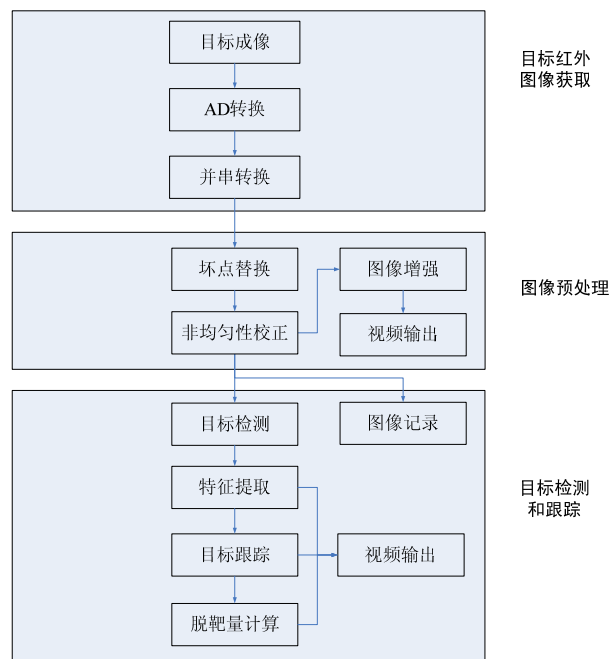 目标成像
目标红外
图像获取
AD转换
并串转换
坏点替换
图像增强
图像预处理
非均匀性校正
视频输出
目标检测
图像记录
特征提取
目标检测
和跟踪
目标跟踪
视频输出
脱靶量计算